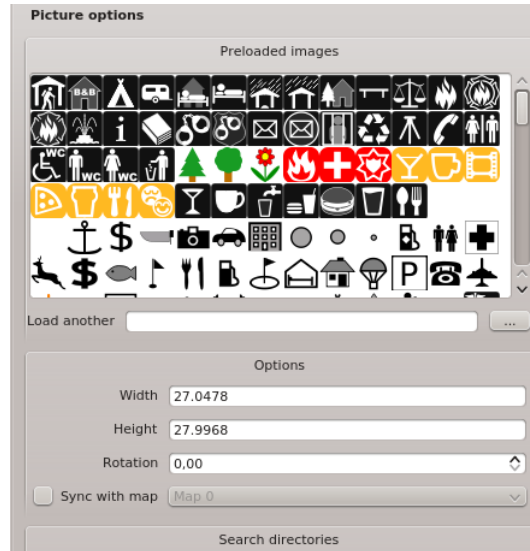 Picture options
Preloaded images
B&B
i
WC
WC WC
$
$ P
Load another ...
Options
Width 27.0478
Height 27.9968
Rotation 0,00
Sync with map Map 0
Search directories